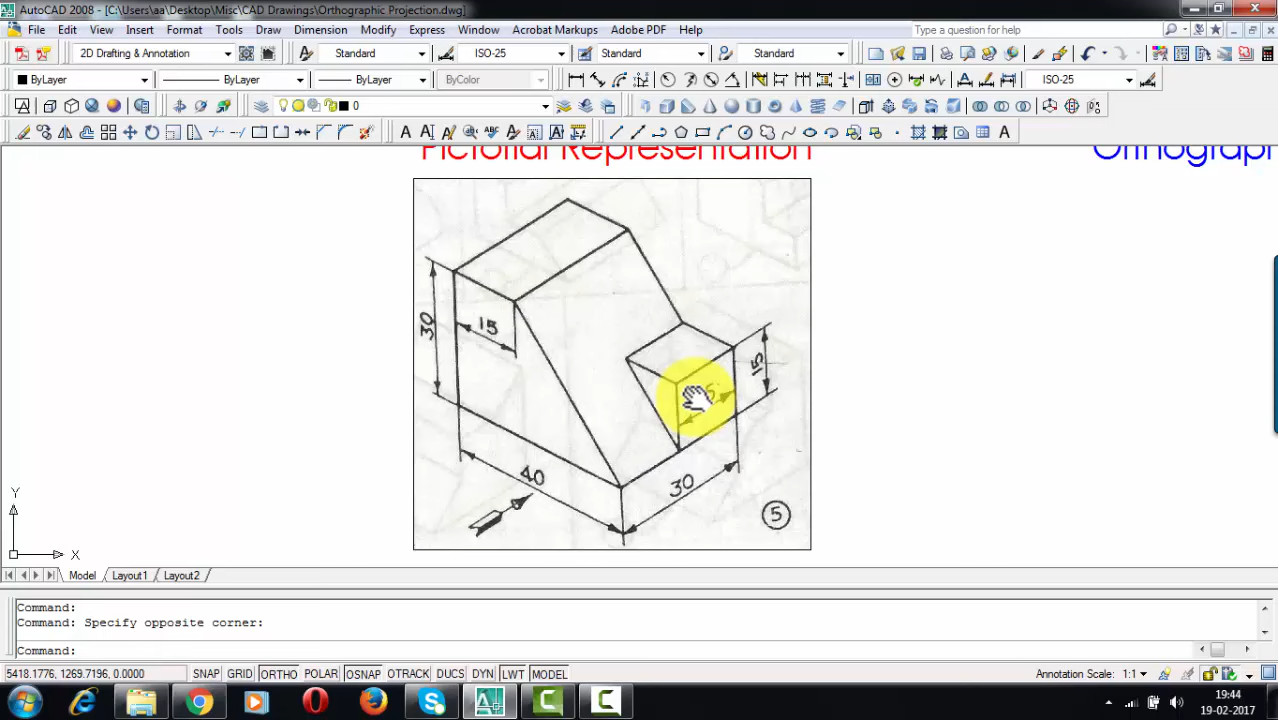 AutoCAD 2008 - [C:\Users\aa\Desktop\Misc\CAD Drawings\Orthographic Projection.dwg]
File Edit View Insert Format Tools Draw Dimension Modify Express Window Acrobat Markups Adobe PDF Help Type a question for help
2D Drafting & Annotation Standard ISO-25 Standard Standard
ByLayer ByLayer ByLayer ByColor ISO-25
0
Pictorial Representation Orthograpl
30
15
15
5
40
30
5
Y
X
Model Layout1 Layout2
Command:
Command: Specify opposite corner:
Command:
5418.1776, 1269.7196, 0.0000 SNAP GRID ORTHO POLAR OSNAP OTRACK DUCS DYN LWT MODEL Annotation Scale: 1:1
19:44
19-02-2017